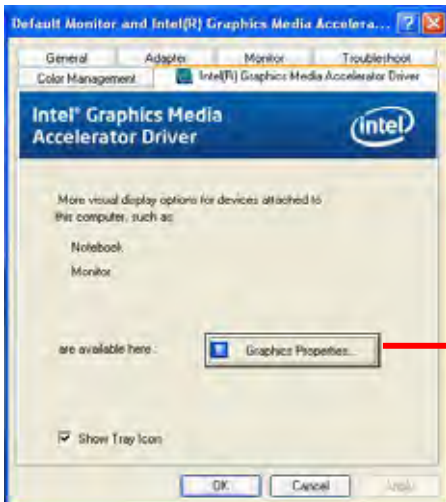 Default Monitor and Intel(R) Graphics Media Accelera...
General Adapter Monitor Troubleshoot
Color Management Intel(R) Graphics Media Accelerator Driver
Intel® Graphics Media
Accelerator Driver
intel
More visual display options for devices attached to
this computer, such as
Notebook
Monitor
are available here : Graphics Properties...
Show Tray Icon
OK Cancel Apply